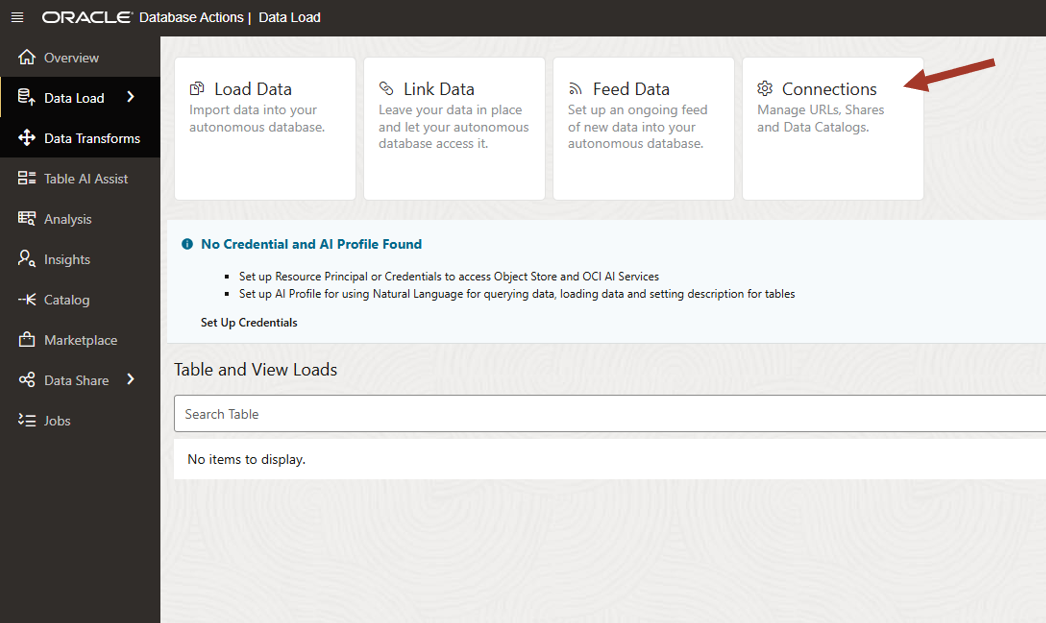 ORACLE Database Actions | Data Load
Overview
Data Load
Data Transforms
Table AI Assist
Analysis
Insights
Catalog
Marketplace
Data Share
Jobs
Load Data
Import data into your
autonomous database.
Link Data
Leave your data in place
and let your autonomous
database access it.
Feed Data
Set up an ongoing feed
of new data into your
autonomous database.
Connections
Manage URLs, Shares
and Data Catalogs.
No Credential and AI Profile Found
Set up Resource Principal or Credentials to access Object Store and OCI AI Services
Set up AI Profile for using Natural Language for querying data, loading data and setting description for tables
Set Up Credentials
Table and View Loads
Search Table
No items to display.